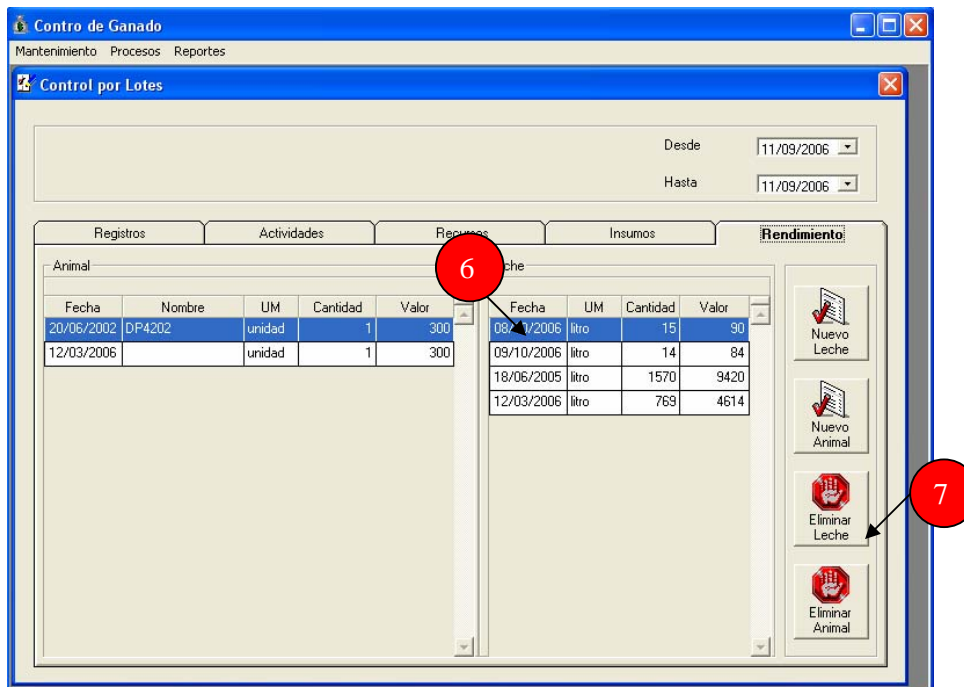 Contro de Ganado
Mantenimiento Procesos Reportes
Control por Lotes
Desde 11/09/2006
Hasta 11/09/2006
Registros Actividades Insumos Rendimiento
Animal
6
Fecha Nombre UM Cantidad Valor Fecha UM Cantidad Valor
20/06/2002 DP4202 unidad 1 300 litro 15 90
12/03/2006 unidad 1 300 09/10/2006 litro 14 84
18/06/2005 litro 1570 9420
12/03/2006 litro 769 4614
Nuevo
Leche
Nuevo
Animal
7
Eliminar
Leche
Eliminar
Animal